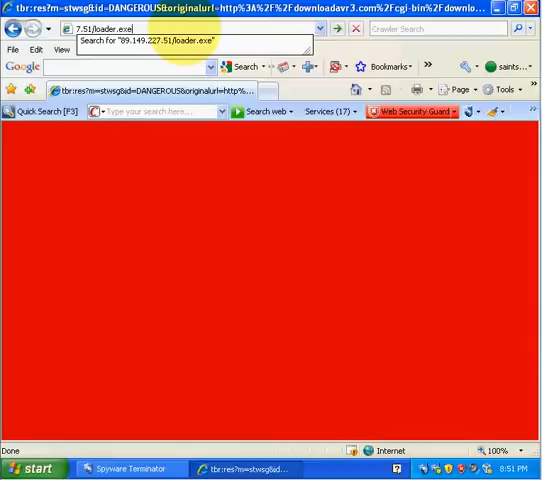 tbr:res?m=stwsg&id=DANGEROUS&originalurl=http%3A%2F%2Fdownloadavr3.com%2Fcgi-bin%2Fdownlo...
7.51/loader.exe
Crawler Search
Search for "89.149.227.51/loader.exe"
File Edit View
Google
Search
Bookmarks
saints...
tbr:res?m=stwsg&id=DANGEROUS&originalurl=http%...
Page Tools
Quick Search [F3]
Type your search here...
Search web
Services (17)
Web Security Guard
Done
Internet
100%
start
Spyware Terminator
tbr:res?m=stwsg&id...
8:51 PM